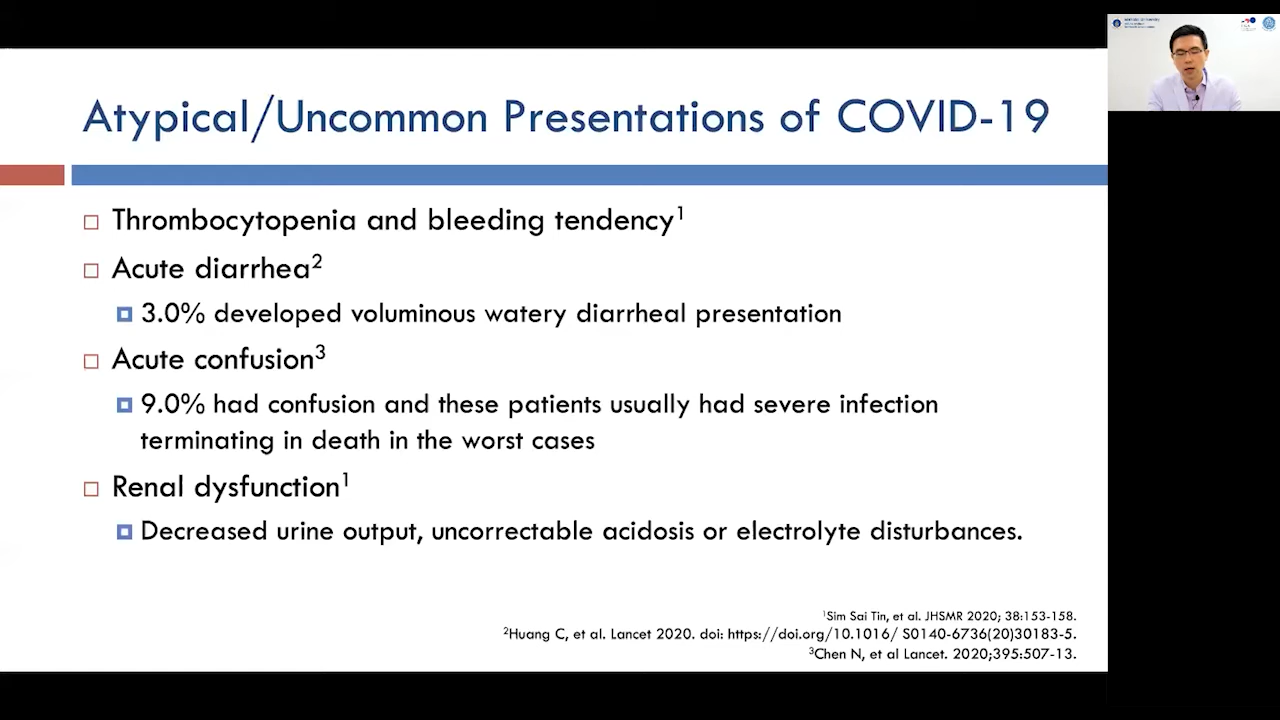 Atypical/Uncommon Presentations of COVID-19
Thrombocytopenia and bleeding tendency1
Acute diarrhea2
3.0% developed voluminous watery diarrheal presentation
Acute confusion3
9.0% had confusion and these patients usually had severe infection
terminating in death in the worst cases
Renal dysfunction1
Decreased urine output, uncorrectable acidosis or electrolyte disturbances.
1Sim Sai Tin, et al. JHSMR 2020; 38:153-158.
2Huang C, et al. Lancet 2020. doi: https://doi.org/10.1016/ S0140-6736(20)30183-5.
3Chen N, et al Lancet. 2020;395:507-13.